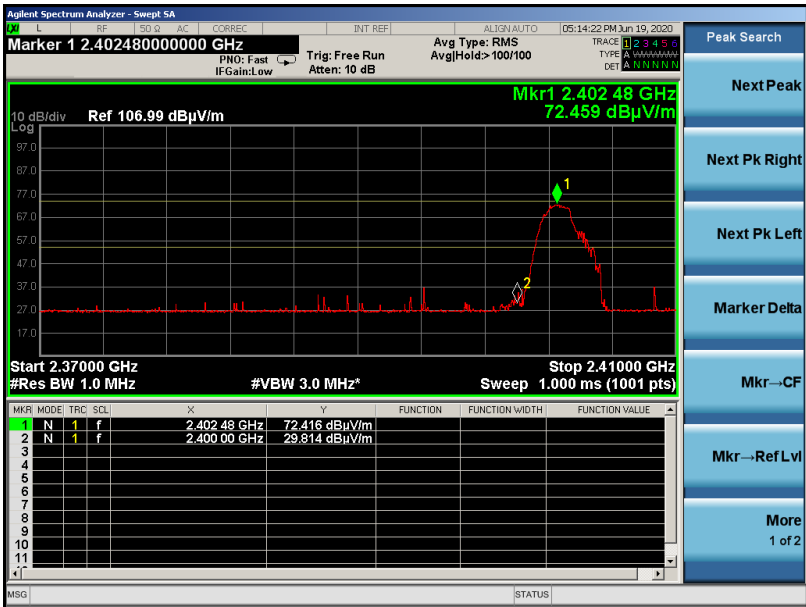 Agilent Spectrum Analyzer - Swept SA
L RF 50 Ω AC CORREC INT REF ALIGN AUTO 05:14:22 PM Jun 19, 2020
Marker 1 2.402480000000 GHz
PNO: Fast
IFGain:Low
Trig: Free Run
Atten: 10 dB
Avg Type: RMS
Avg|Hold:> 100/100
TRACE 1 2 3 4 5 6
TYPE A WWWWW
DET A N N N N N
Mkr1 2.402 48 GHz
72.459 dBµV/m
10 dB/div Ref 106.99 dBµV/m
Log
97.0
87.0
77.0
67.0
57.0
47.0
37.0
27.0
17.0
1
2
Start 2.37000 GHz Stop 2.41000 GHz
#Res BW 1.0 MHz #VBW 3.0 MHz* Sweep 1.000 ms (1001 pts)
MKR MODE TRC SCL X Y FUNCTION FUNCTION WIDTH FUNCTION VALUE
1 N 1 f 2.402 48 GHz 72.416 dBµV/m
2 N 1 f 2.400 00 GHz 29.814 dBµV/m
3
4
5
6
7
8
9
10
11
MSG STATUS
Peak Search
Next Peak
Next Pk Right
Next Pk Left
Marker Delta
Mkr→CF
Mkr→Ref Lvl
More
1 of 2